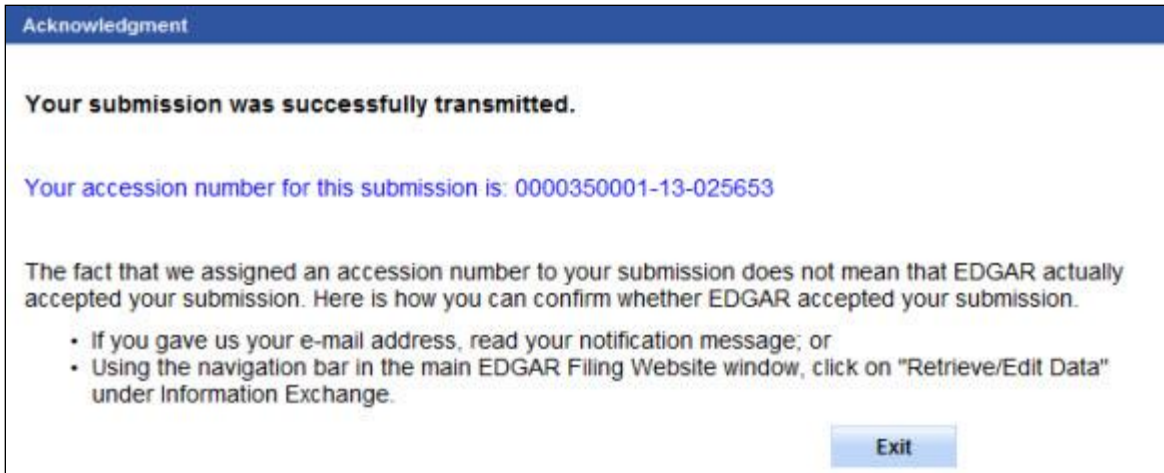 Acknowledgment
Your submission was successfully transmitted.
Your accession number for this submission is: 0000350001-13-025653
The fact that we assigned an accession number to your submission does not mean that EDGAR actually
accepted your submission. Here is how you can confirm whether EDGAR accepted your submission.
• If you gave us your e-mail address, read your notification message; or
• Using the navigation bar in the main EDGAR Filing Website window, click on "Retrieve/Edit Data"
under Information Exchange.
Exit